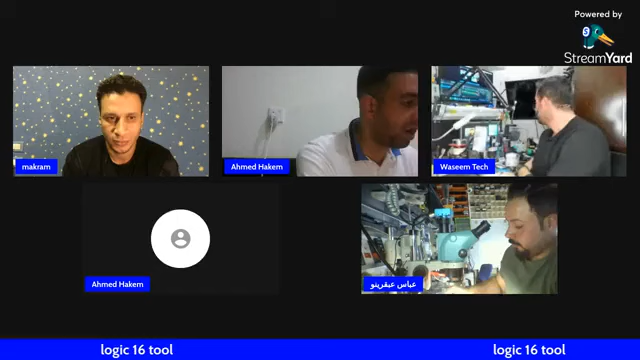 Powered by
StreamYard
makram
Ahmed Hakem
Waseem Tech
Ahmed Hakem
عباس عبقرينو
logic 16 tool
logic 16 tool